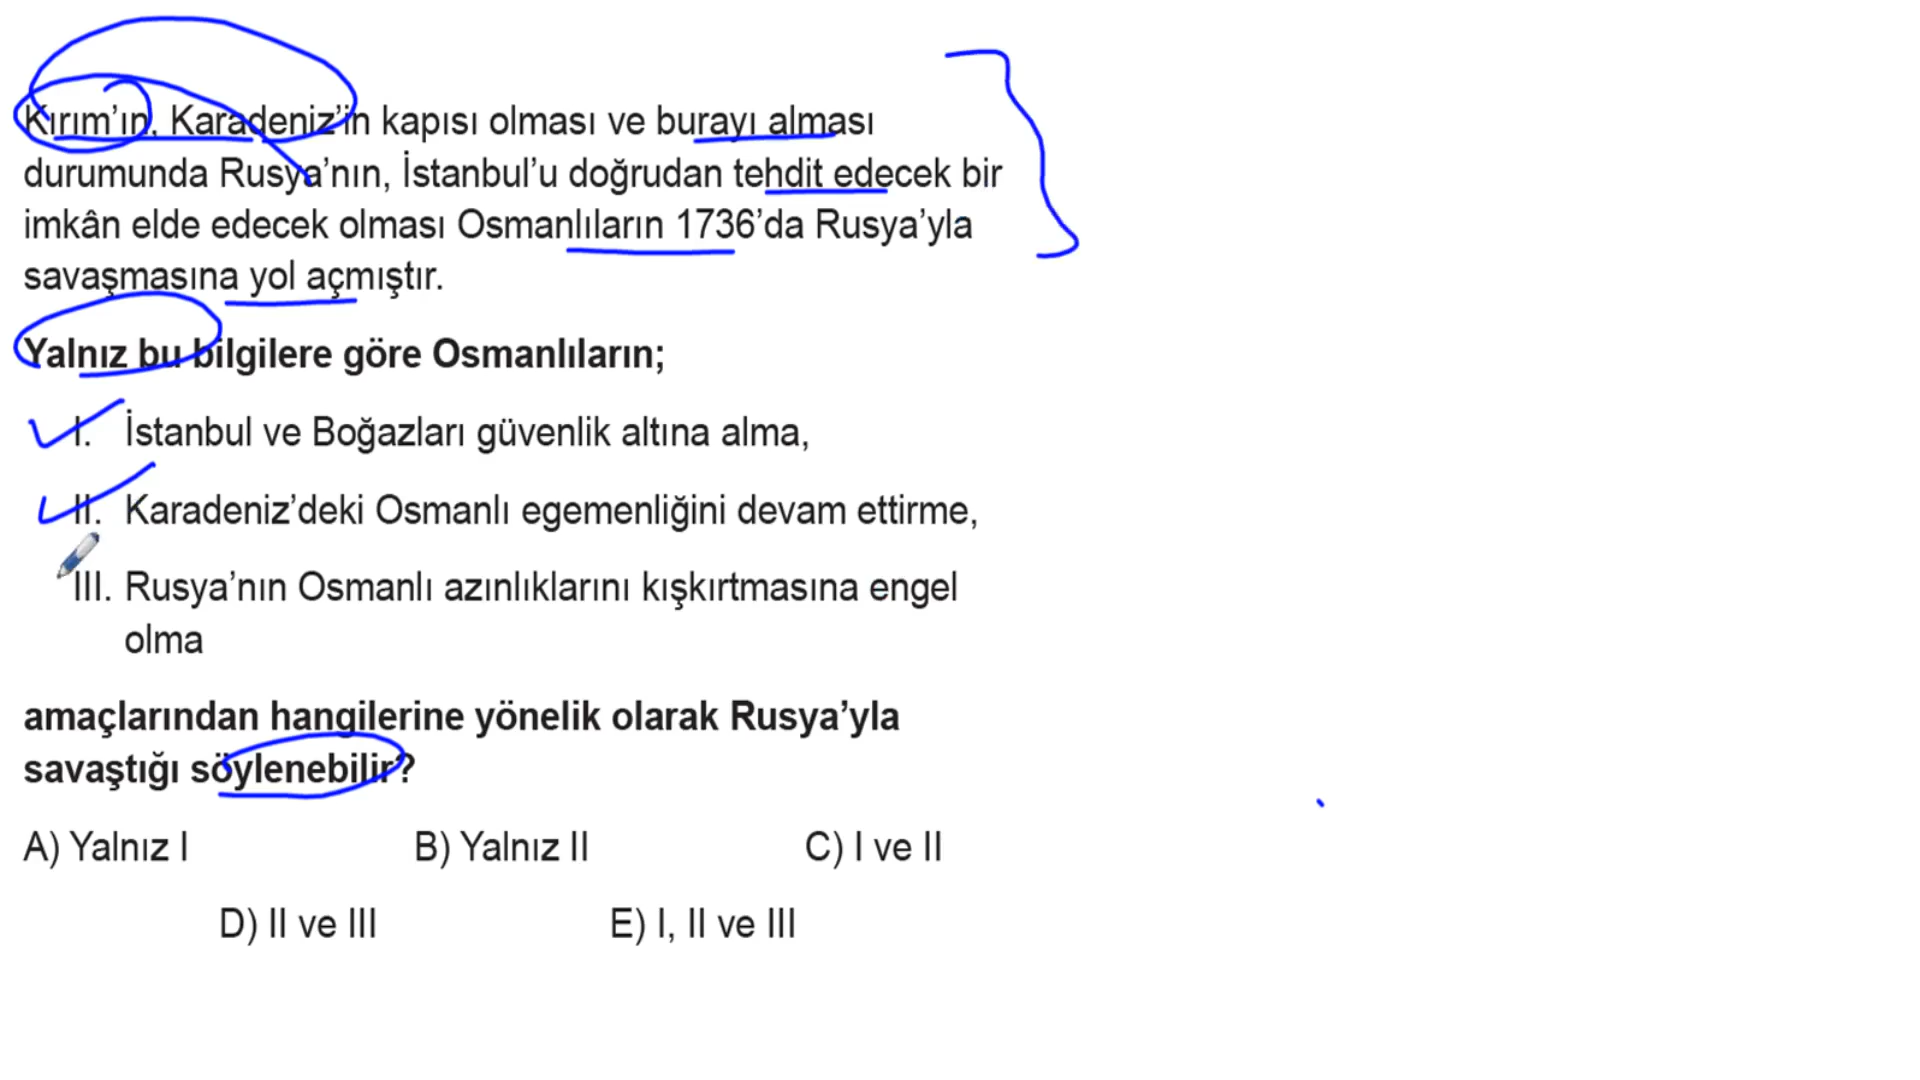 Kırım’ın, Karadeniz’in kapısı olması ve burayı alması
durumunda Rusya’nın, İstanbul’u doğrudan tehdit edecek bir
imkân elde edecek olması Osmanlıların 1736’da Rusya’yla
savaşmasına yol açmıştır.
Yalnız bu bilgilere göre Osmanlıların;
I. İstanbul ve Boğazları güvenlik altına alma,
II. Karadeniz’deki Osmanlı egemenliğini devam ettirme,
III. Rusya’nın Osmanlı azınlıklarını kışkırtmasına engel
olma
amaçlarından hangilerine yönelik olarak Rusya’yla
savaştığı söylenebilir?
A) Yalnız I B) Yalnız II C) I ve II
D) II ve III E) I, II ve III